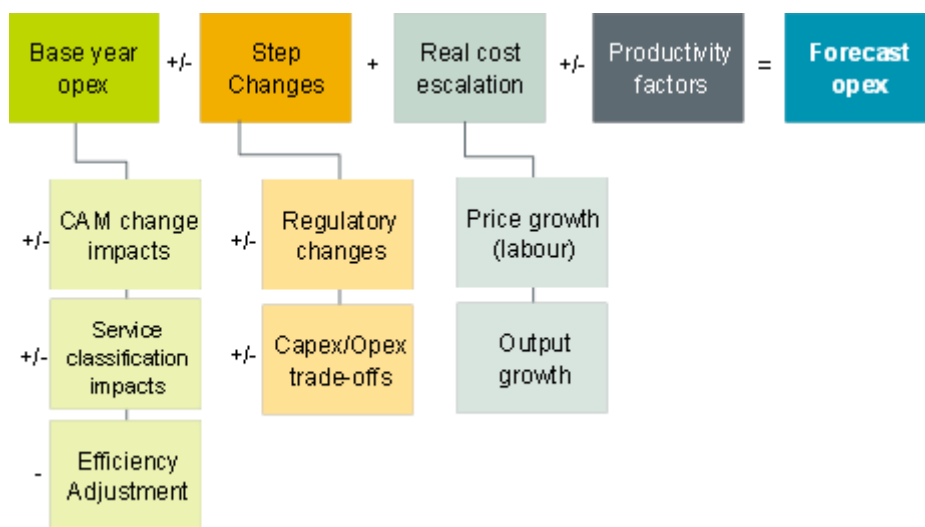 Base year
opex
+/-
Step
Changes
+
Real cost
escalation
+/-
Productivity
factors
=
Forecast
opex
+/-
CAM change
impacts
+/-
Regulatory
changes
Price growth
(labour)
+/-
Service
classification
impacts
+/-
Capex/Opex
trade-offs
Output
growth
-
Efficiency
Adjustment